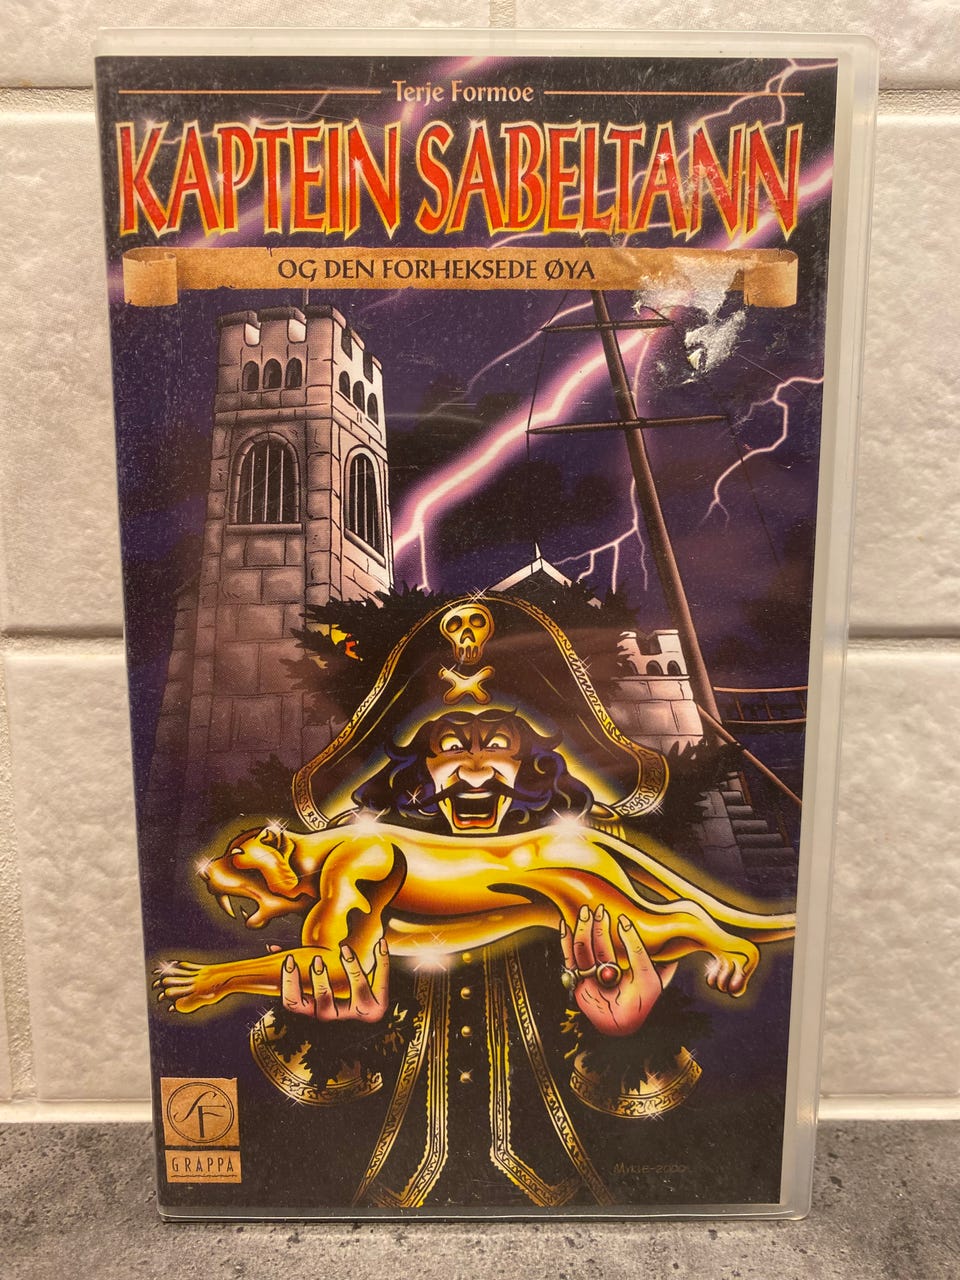 Terje Formoe
KAPTEIN SABELTANN
OG DEN FORHEKSEDE ØYA
SF
GRAPPA
MYKLE-2000